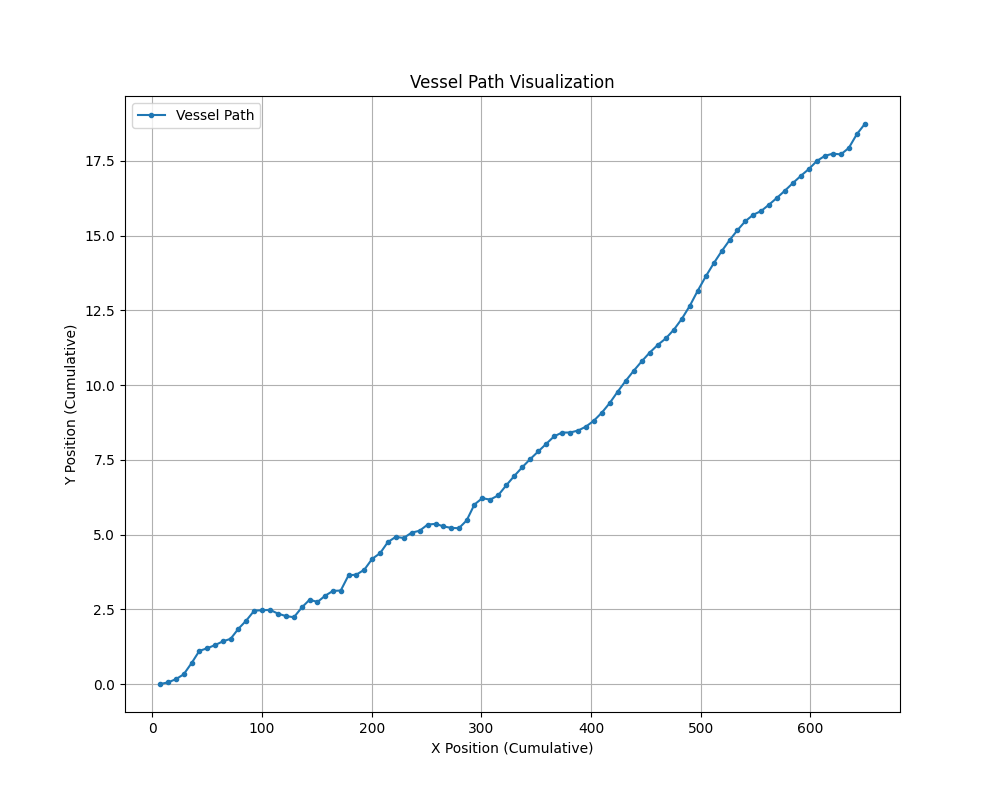 Vessel Path Visualization
Vessel Path
17.5
15.0
12.5
10.0
7.5
5.0
2.5
0.0
Y Position (Cumulative)
0 100 200 300 400 500 600
X Position (Cumulative)